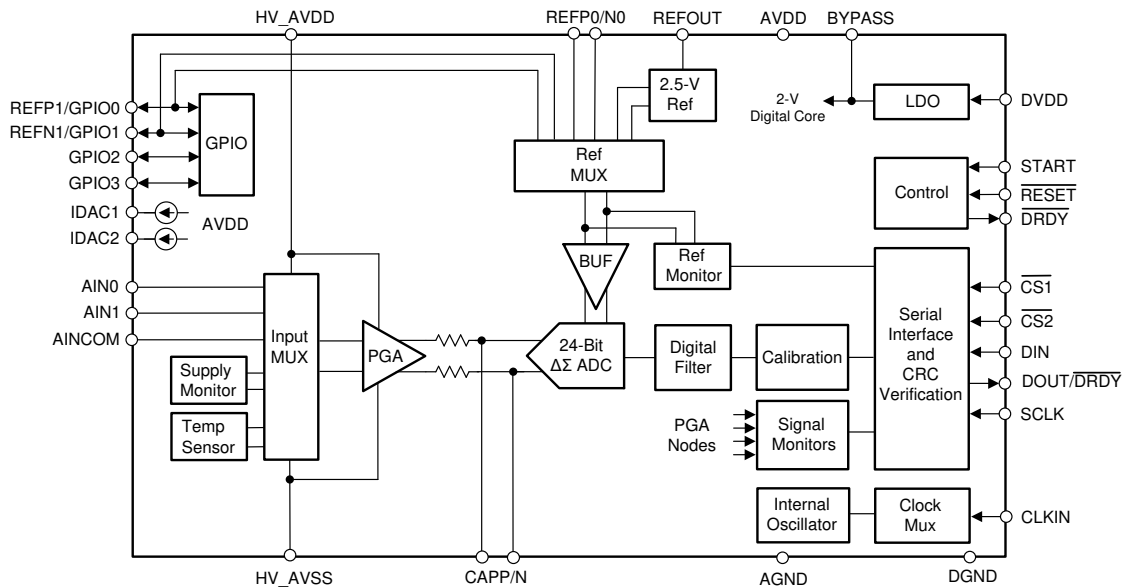 HV_AVDD
REFP0/N0
REFOUT
AVDD
BYPASS
REFP1/GPIO0
REFN1/GPIO1
GPIO2
GPIO3
GPIO
IDAC1
IDAC2
AVDD
2.5-V
Ref
2-V
Digital Core
LDO
DVDD
Ref
MUX
Control
START
RESET
DRDY
BUF
Ref
Monitor
AIN0
AIN1
AINCOM
Input
MUX
PGA
24-Bit
ΔΣ ADC
Digital
Filter
Calibration
Serial
Interface
and
CRC
Verification
CS1
CS2
DIN
DOUT/DRDY
SCLK
Supply
Monitor
Temp
Sensor
PGA
Nodes
Signal
Monitors
Internal
Oscillator
Clock
Mux
CLKIN
HV_AVSS
CAPP/N
AGND
DGND